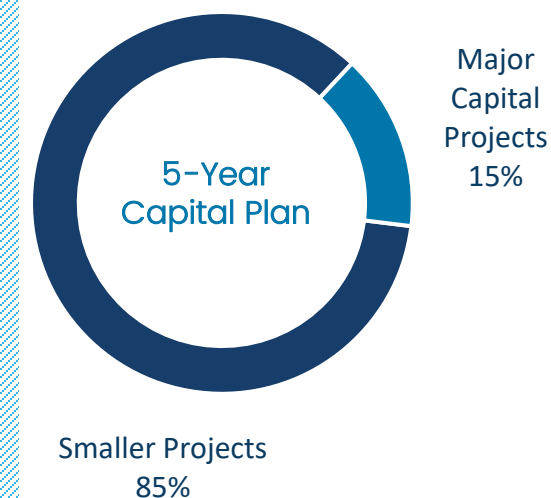 Major
Capital
Projects
15%
5-Year
Capital Plan
Smaller Projects
85%